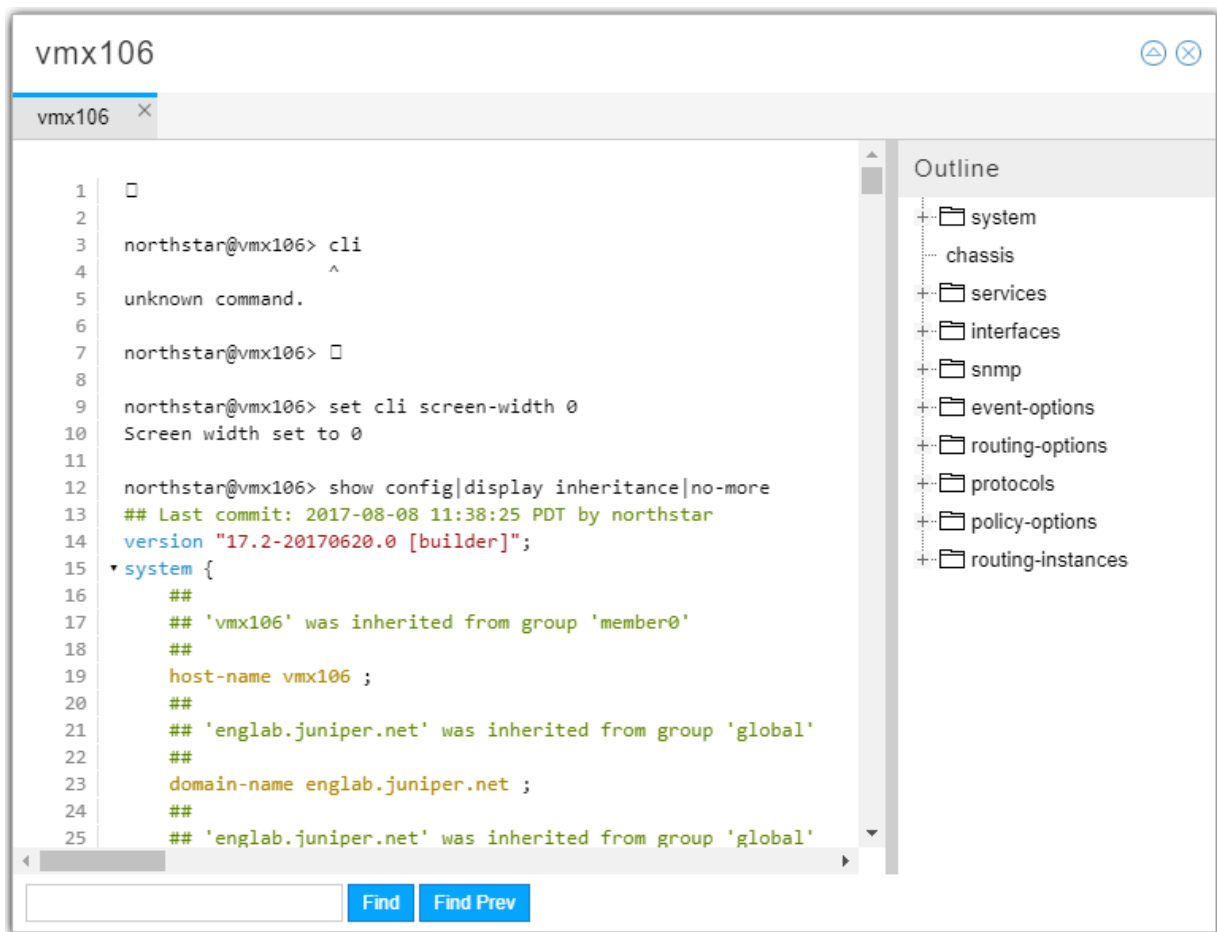 vmx106
vmx106
1 □
2
3 northstar@vmx106> cli
4                        ^
5 unknown command.
6
7 northstar@vmx106> □
8
9 northstar@vmx106> set cli screen-width 0
10 Screen width set to 0
11
12 northstar@vmx106> show config|display inheritance|no-more
13 ## Last commit: 2017-08-08 11:38:25 PDT by northstar
14 version "17.2-20170620.0 [builder]";
15 system {
16     ##
17     ## 'vmx106' was inherited from group 'member0'
18     ##
19     host-name vmx106 ;
20     ##
21     ## 'englab.juniper.net' was inherited from group 'global'
22     ##
23     domain-name englab.juniper.net ;
24     ##
25     ## 'englab.juniper.net' was inherited from group 'global'
Outline
system
chassis
services
interfaces
snmp
event-options
routing-options
protocols
policy-options
routing-instances
Find
Find Prev